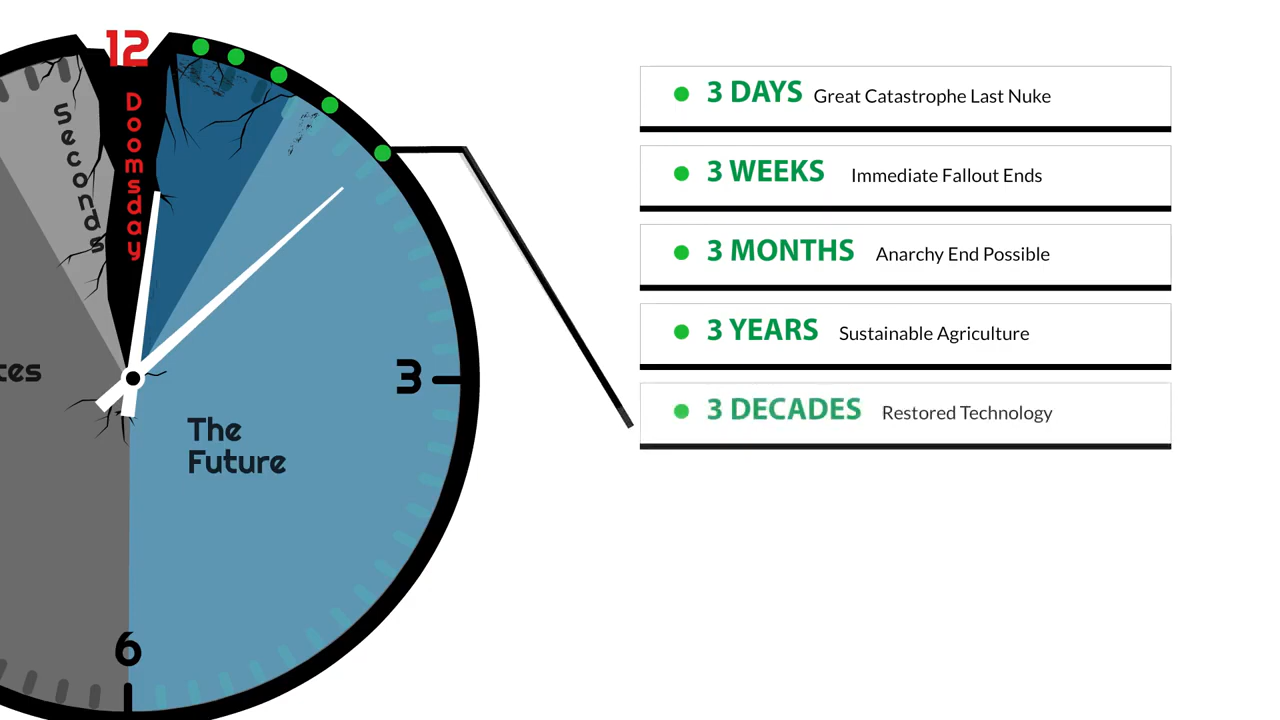 12
Seconds
Doomsday
tes
3
The
Future
6
3 DAYS Great Catastrophe Last Nuke
3 WEEKS Immediate Fallout Ends
3 MONTHS Anarchy End Possible
3 YEARS Sustainable Agriculture
3 DECADES Restored Technology